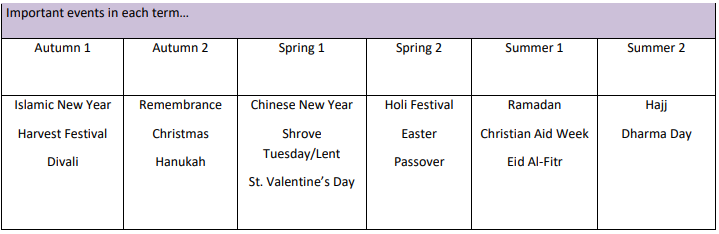 Important events in each term…
Autumn 1
Autumn 2
Spring 1
Spring 2
Summer 1
Summer 2
Islamic New Year
Harvest Festival
Divali
Remembrance
Christmas
Hanukah
Chinese New Year
Shrove
Tuesday/Lent
St. Valentine’s Day
Holi Festival
Easter
Passover
Ramadan
Christian Aid Week
Eid Al-Fitr
Hajj
Dharma Day